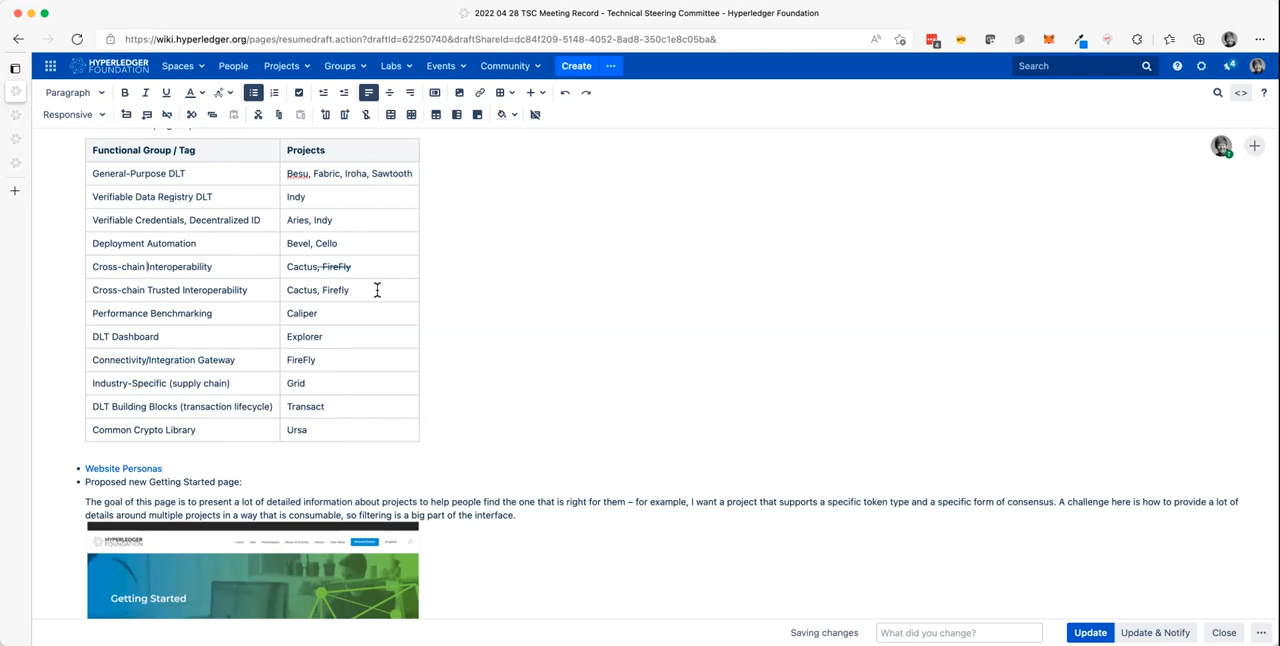 2022 04 28 TSC Meeting Record - Technical Steering Committee - Hyperledger Foundation
https://wiki.hyperledger.org/pages/resumedraft.action?draftId=62250740&draftShareId=dc84f209-5148-4052-8ad8-350c1e8c05ba&
HYPERLEDGER FOUNDATION Spaces People Projects Groups Labs Events Community Create ... Search 4
Paragraph B I U A
Responsive
Functional Group / Tag Projects
General-Purpose DLT Besu, Fabric, Iroha, Sawtooth
Verifiable Data Registry DLT Indy
Verifiable Credentials, Decentralized ID Aries, Indy
Deployment Automation Bevel, Cello
Cross-chain Interoperability Cactus, FireFly
Cross-chain Trusted Interoperability Cactus, Firefly
Performance Benchmarking Caliper
DLT Dashboard Explorer
Connectivity/Integration Gateway FireFly
Industry-Specific (supply chain) Grid
DLT Building Blocks (transaction lifecycle) Transact
Common Crypto Library Ursa
• Website Personas
• Proposed new Getting Started page:
The goal of this page is to present a lot of detailed information about projects to help people find the one that is right for them – for example, I want a project that supports a specific token type and a specific form of consensus. A challenge here is how to provide a lot of
details around multiple projects in a way that is consumable, so filtering is a big part of the interface.
HYPERLEDGER FOUNDATION
Getting Started
Saving changes What did you change? Update Update & Notify Close ...